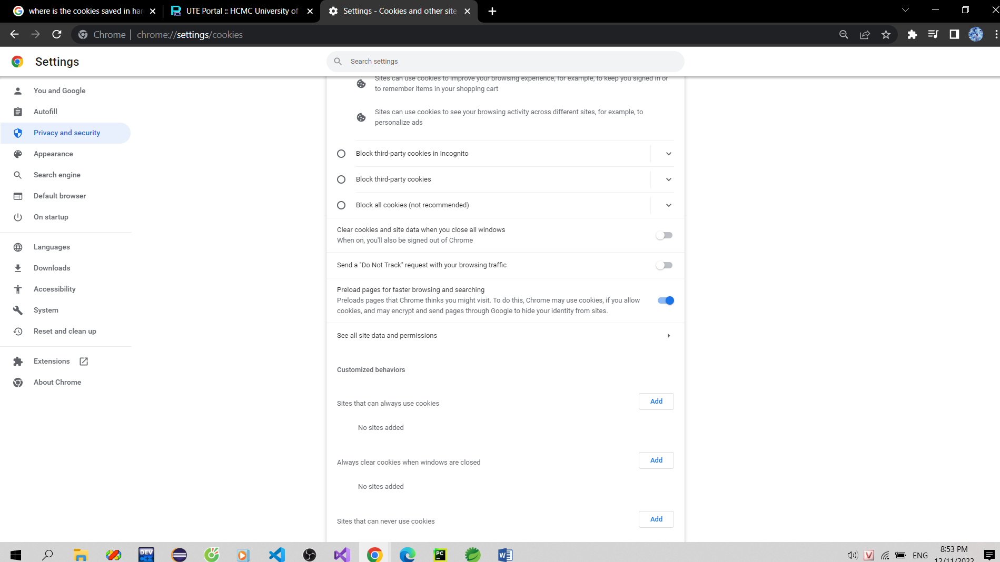 where is the cookies saved in har
UTE Portal :: HCMC University of
Settings - Cookies and other site
Chrome
chrome://settings/cookies
Settings
Search settings
You and Google
Autofill
Privacy and security
Appearance
Search engine
Default browser
On startup
Languages
Downloads
Accessibility
System
Reset and clean up
Extensions
About Chrome
Sites can use cookies to improve your browsing experience, for example, to keep you signed in or
to remember items in your shopping cart
Sites can use cookies to see your browsing activity across different sites, for example, to
personalize ads
Block third-party cookies in Incognito
Block third-party cookies
Block all cookies (not recommended)
Clear cookies and site data when you close all windows
When on, you'll also be signed out of Chrome
Send a "Do Not Track" request with your browsing traffic
Preload pages for faster browsing and searching
Preloads pages that Chrome thinks you might visit. To do this, Chrome may use cookies, if you allow
cookies, and may encrypt and send pages through Google to hide your identity from sites.
See all site data and permissions
Customized behaviors
Sites that can always use cookies
Add
No sites added
Always clear cookies when windows are closed
Add
No sites added
Sites that can never use cookies
Add
DEV
PC
W
V
ENG
8:53 PM
12/11/2022